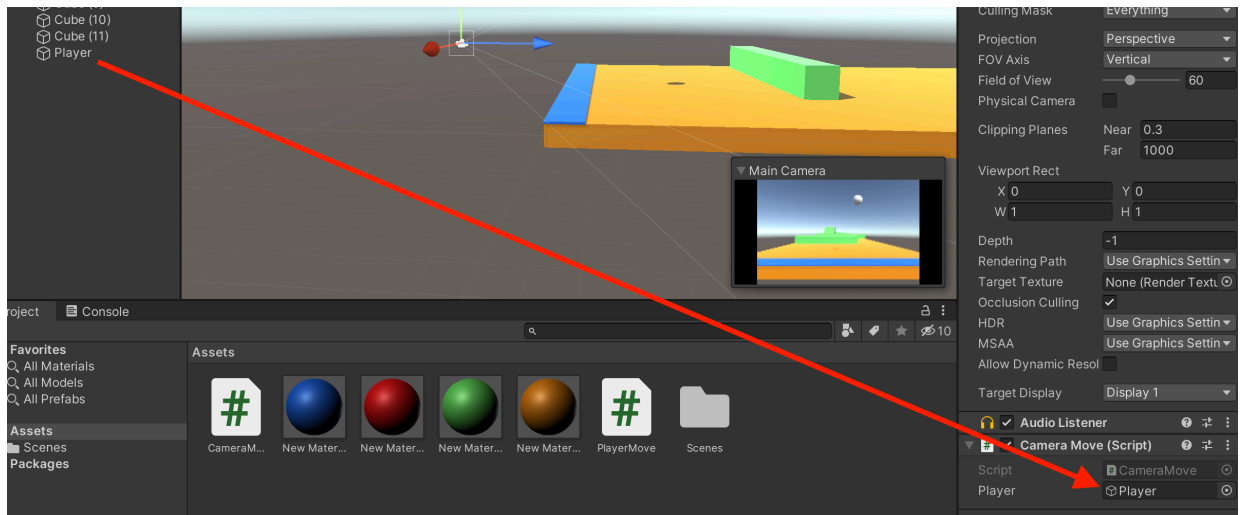 Cube (10)
Cube (11)
Player
Main Camera
Culling Mask Everything
Projection Perspective
FOV Axis Vertical
Field of View 60
Physical Camera
Clipping Planes Near 0.3
Far 1000
Viewport Rect
X 0 Y 0
W 1 H 1
Depth -1
Rendering Path Use Graphics Settin
Target Texture None (Render Textu
Occlusion Culling
HDR Use Graphics Settin
MSAA Use Graphics Settin
Allow Dynamic Resol
Target Display Display 1
Audio Listener
# Camera Move (Script)
Script CameraMove
Player Player
roject Console
10
Favorites
All Materials
All Models
All Prefabs
Assets
Scenes
Packages
Assets
#
#
CameraM... New Mater... New Mater... New Mater... New Mater... PlayerMove Scenes